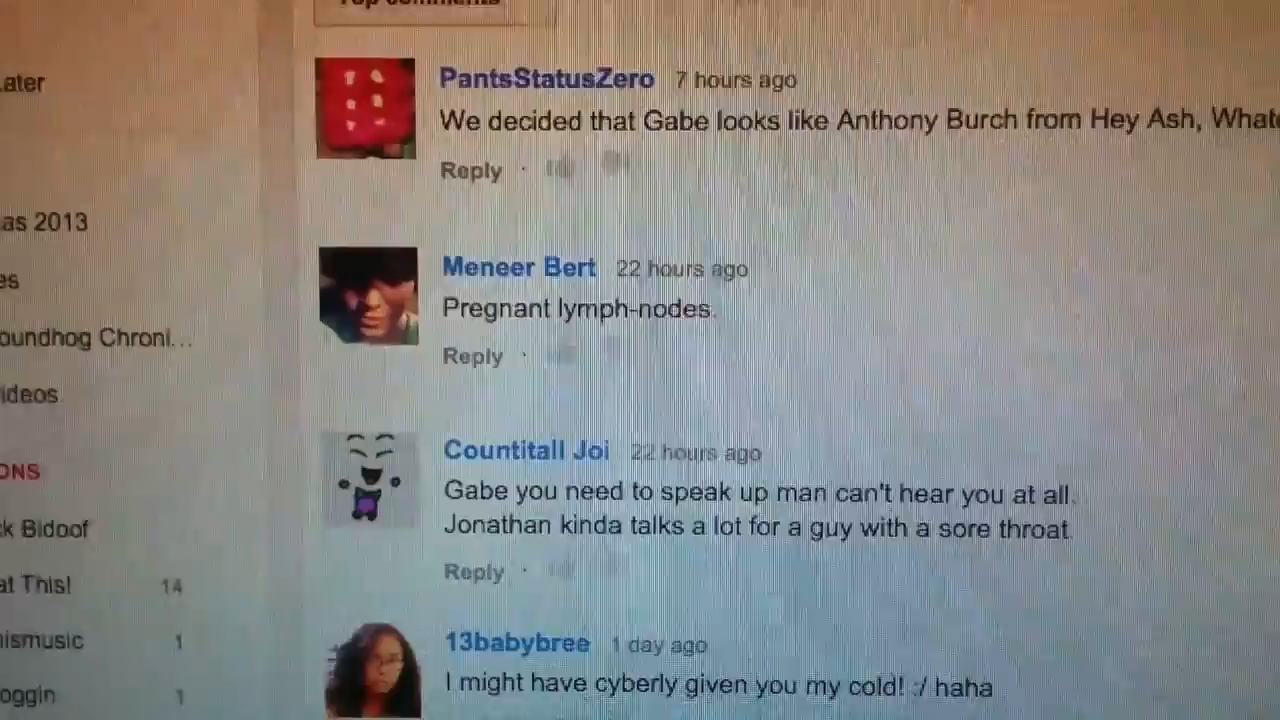 Top comments
ater
PantsStatusZero 7 hours ago
We decided that Gabe looks like Anthony Burch from Hey Ash, What
Reply ·
as 2013
es
Meneer Bert 22 hours ago
Pregnant lymph-nodes.
Reply ·
oundhog Chroni...
ideos
ONS
Countitall Joi 22 hours ago
Gabe you need to speak up man can't hear you at all.
Jonathan kinda talks a lot for a guy with a sore throat.
Reply ·
k Bidoof
at This! 14
ismusic 1
oggin 1
13babybree 1 day ago
I might have cyberly given you my cold! :/ haha